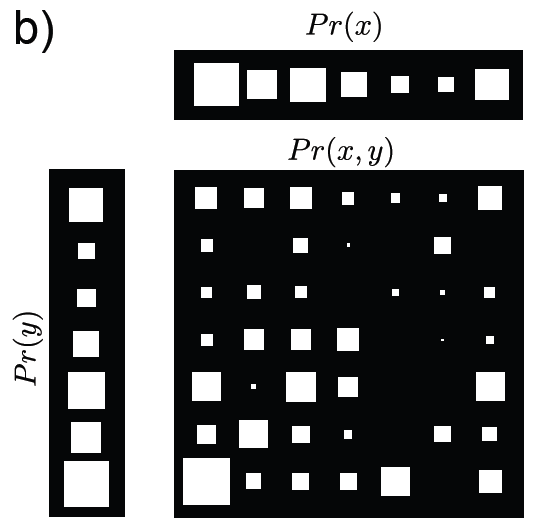 b)
Pr(x)
Pr(x, y)
Pr(y)